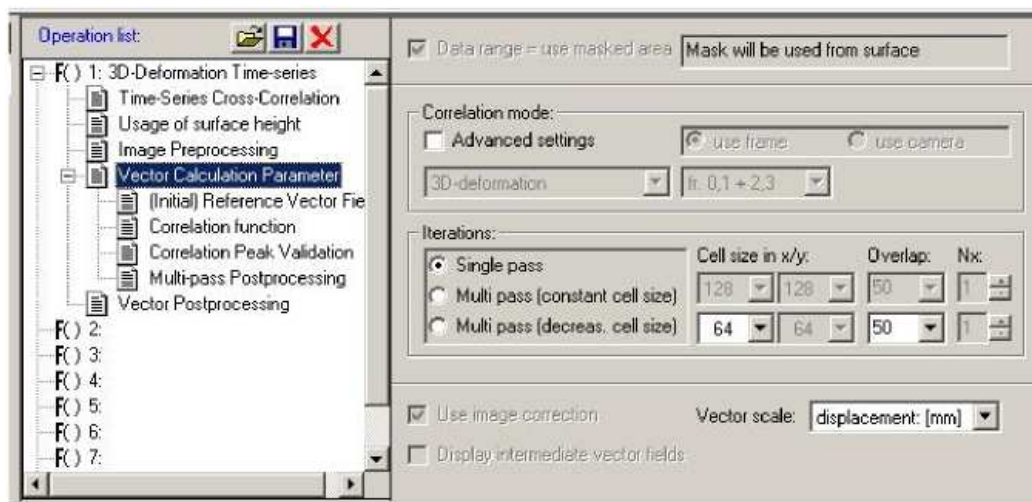 Operation list:
F( ) 1: 3D-Deformation Time-series
Time-Series Cross-Correlation
Usage of surface height
Image Preprocessing
Vector Calculation Parameter
(Initial) Reference Vector Fie
Correlation function
Correlation Peak Validation
Multi-pass Postprocessing
Vector Postprocessing
F( ) 2:
F( ) 3:
F( ) 4:
F( ) 5:
F( ) 6:
F( ) 7:
Data range = use masked area Mask will be used from surface
Correlation mode:
Advanced settings use frame use camera
3D-deformation fr. 0,1 + 2,3
Iterations:
Cell size in x/y: Overlap: Nx:
Single pass
128 128 50 1
Multi pass (constant cell size)
Multi pass (decreas. cell size) 64 64 50 1
Use image correction Vector scale: displacement: [mm]
Display intermediate vector fields